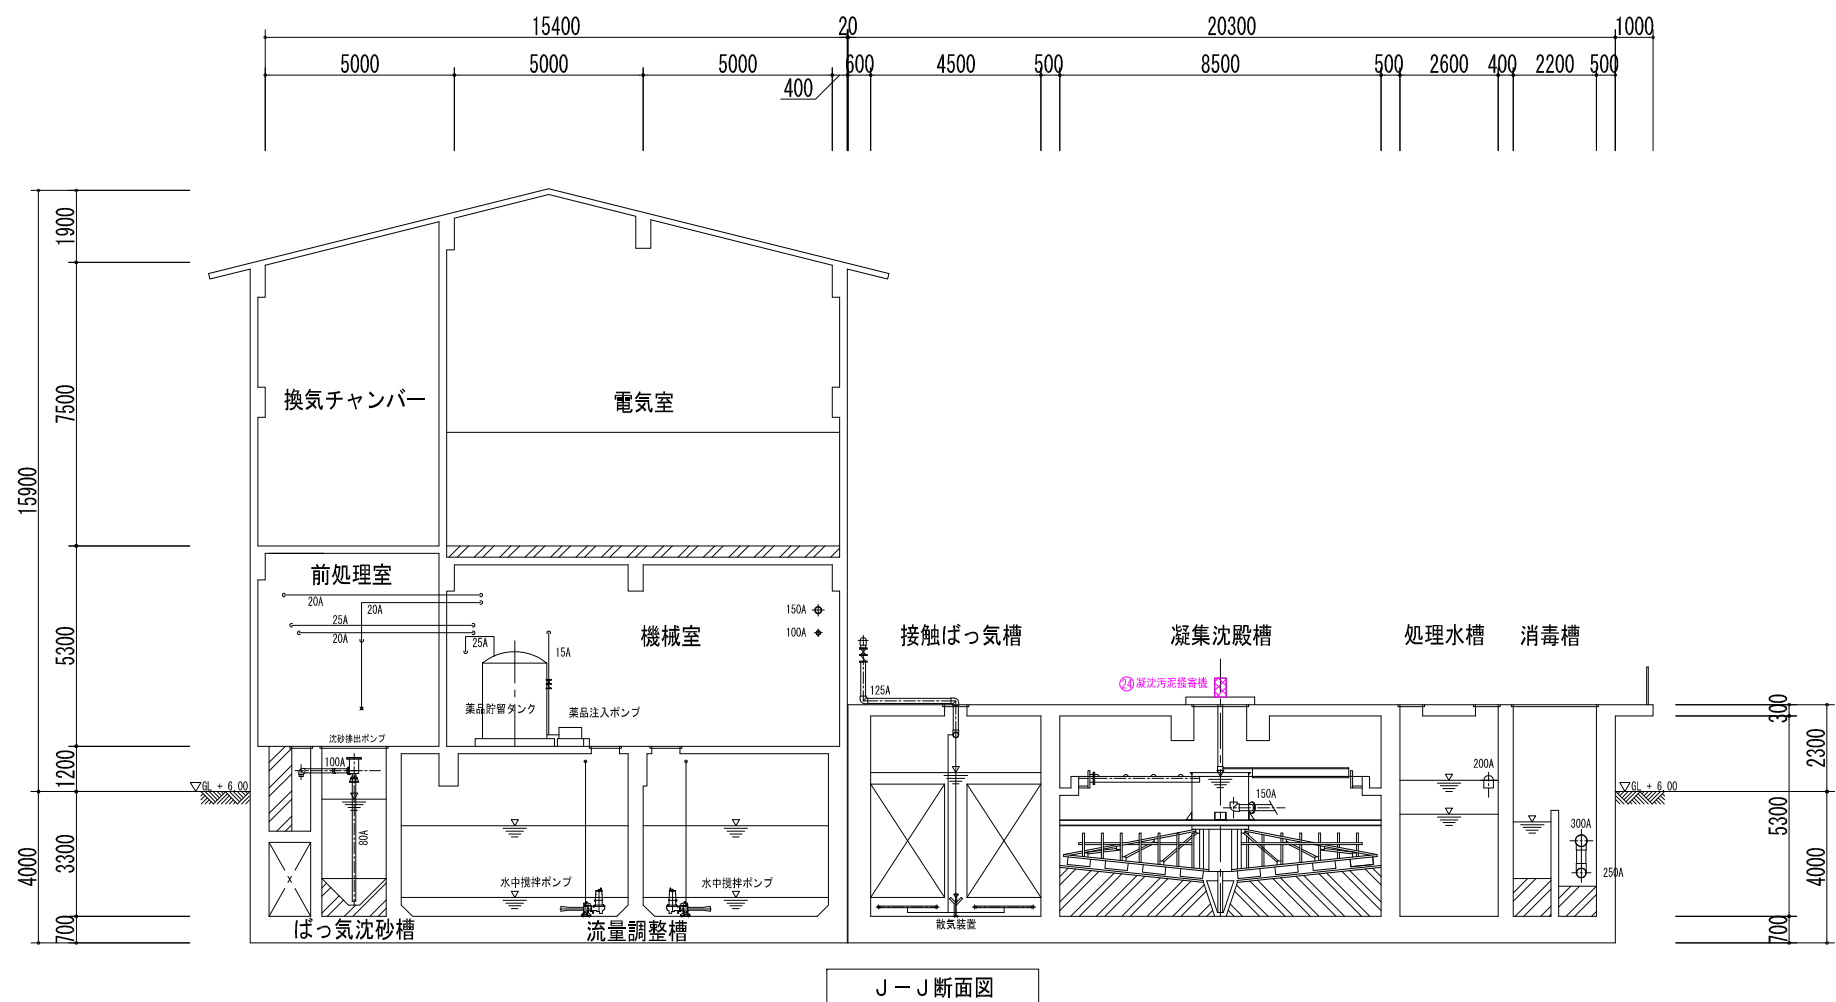 15400
20
20300
1000
5000
5000
5000
400
600
4500
500
8500
500
2600
400
2200
500
1900
7500
15900
5300
1200
3300
4000
700
換気チャンバー
電気室
前処理室
機械室
接触ばっ気槽
凝集沈殿槽
処理水槽
消毒槽
20A
20A
25A
20A
25A
15A
150A
100A
125A
㉔凝沈汚泥掻寄機
薬品貯留タンク
薬品注入ポンプ
沈砂排出ポンプ
100A
80A
200A
150A
300A
250A
GL + 6.00
GL + 6.00
x
水中撹拌ポンプ
水中撹拌ポンプ
散気装置
ばっ気沈砂槽
流量調整槽
300
2300
5300
4000
700
J－J断面図